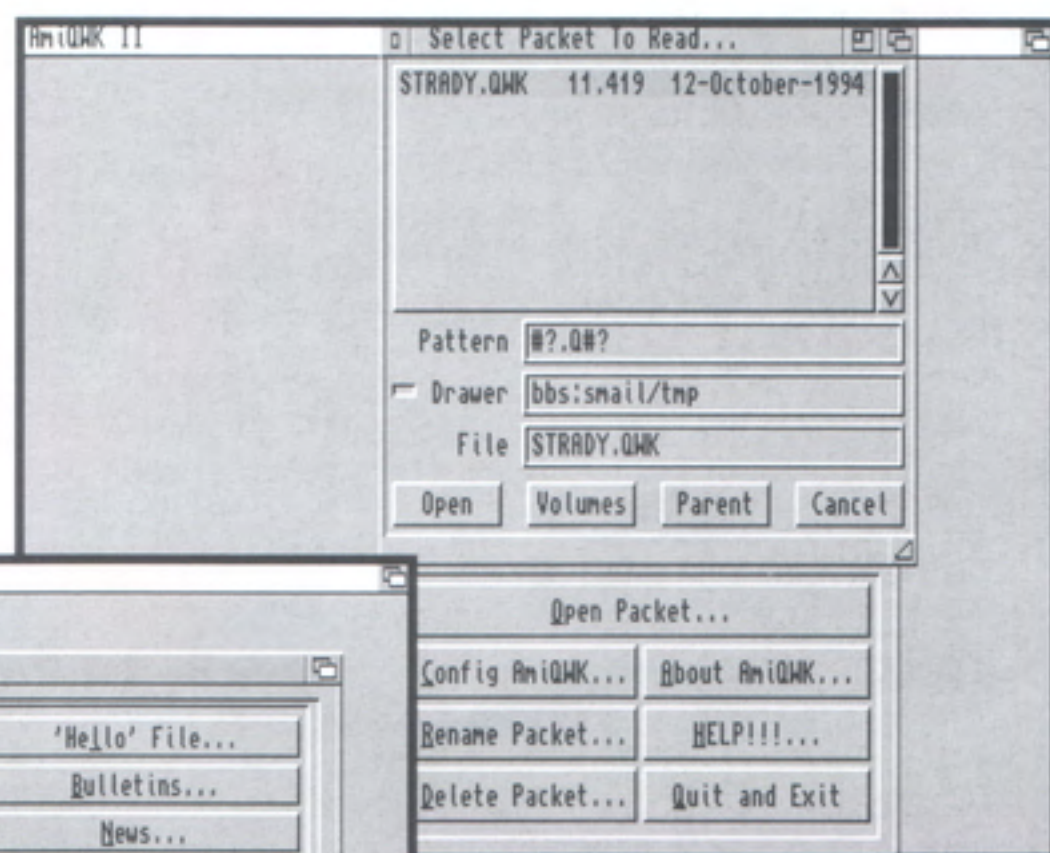 AmiQWK II
Select Packet To Read...
STRADY.QWK 11.419 12-October-1994
Pattern #?.Q#?
Drawer bbs:smail/tmp
File STRADY.QWK
Open Volumes Parent Cancel
Open Packet...
Config AmiQWK... About AmiQWK...
Rename Packet... HELP!!!...
Delete Packet... Quit and Exit
'Hello' File...
Bulletins...
News...